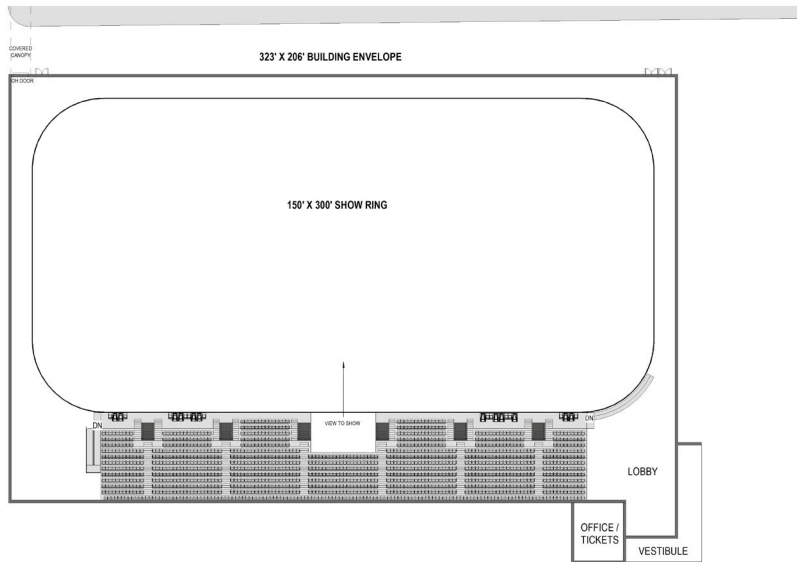 COVERED
CANOPY
323' X 206' BUILDING ENVELOPE
OH DOOR
150' X 300' SHOW RING
VIEW TO SHOW
DN
DN
LOBBY
OFFICE /
TICKETS
VESTIBULE